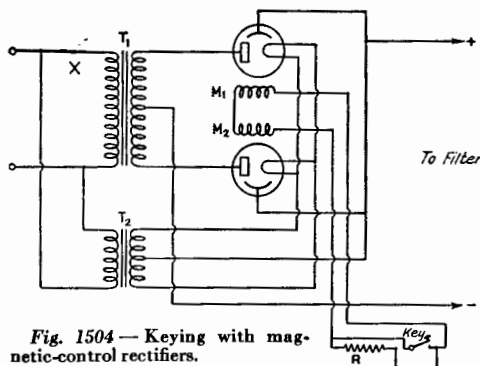 T1
X
+
M1
M2
To Filter
T2
-
Key
R
Fig. 1504 — Keying with mag-
netic-control rectifiers.